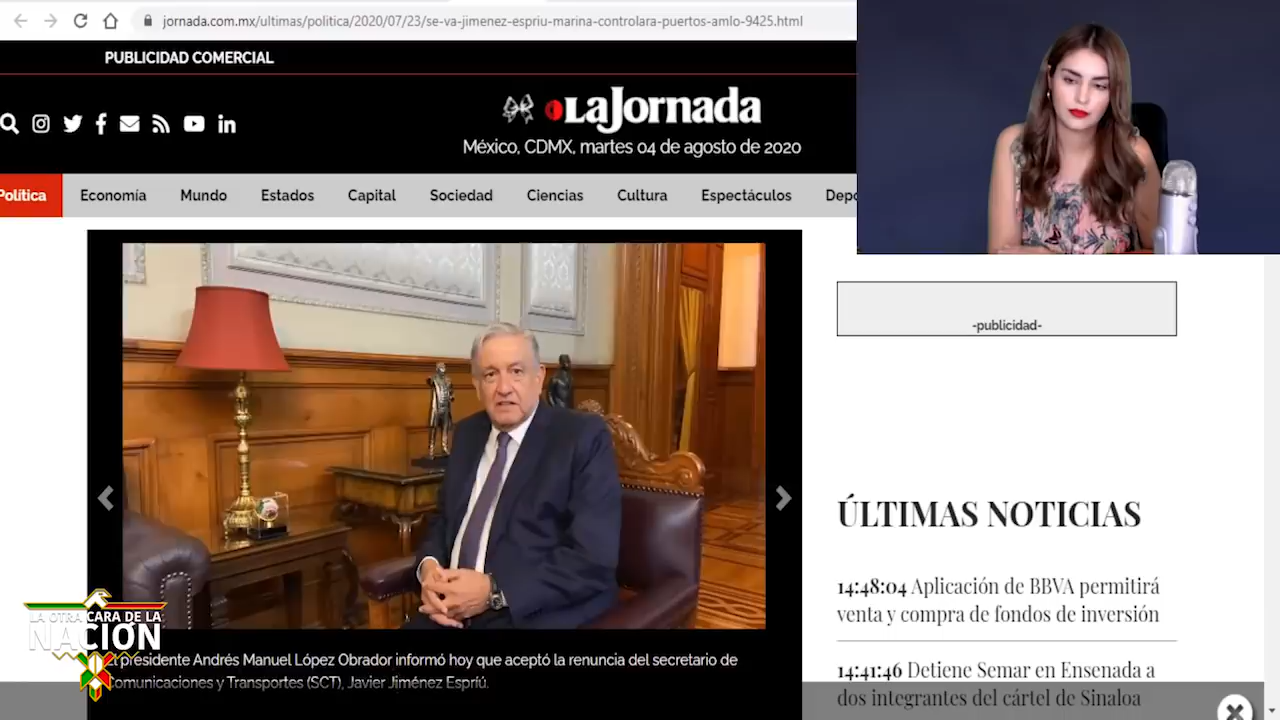 jornada.com.mx/ultimas/politica/2020/07/23/se-va-jimenez-espriu-marina-controlara-puertos-amlo-9425.html
PUBLICIDAD COMERCIAL
LaJornada
México, CDMX, martes 04 de agosto de 2020
Política Economía Mundo Estados Capital Sociedad Ciencias Cultura Espectáculos Depo
-publicidad-
ÚLTIMAS NOTICIAS
14:48:04 Aplicación de BBVA permitirá
venta y compra de fondos de inversión
14:41:46 Detiene Semar en Ensenada a
dos integrantes del cártel de Sinaloa
LA OTRA CARA DE LA
NACIÓN
El presidente Andrés Manuel López Obrador informó hoy que aceptó la renuncia del secretario de
Comunicaciones y Transportes (SCT), Javier Jiménez Espriú.